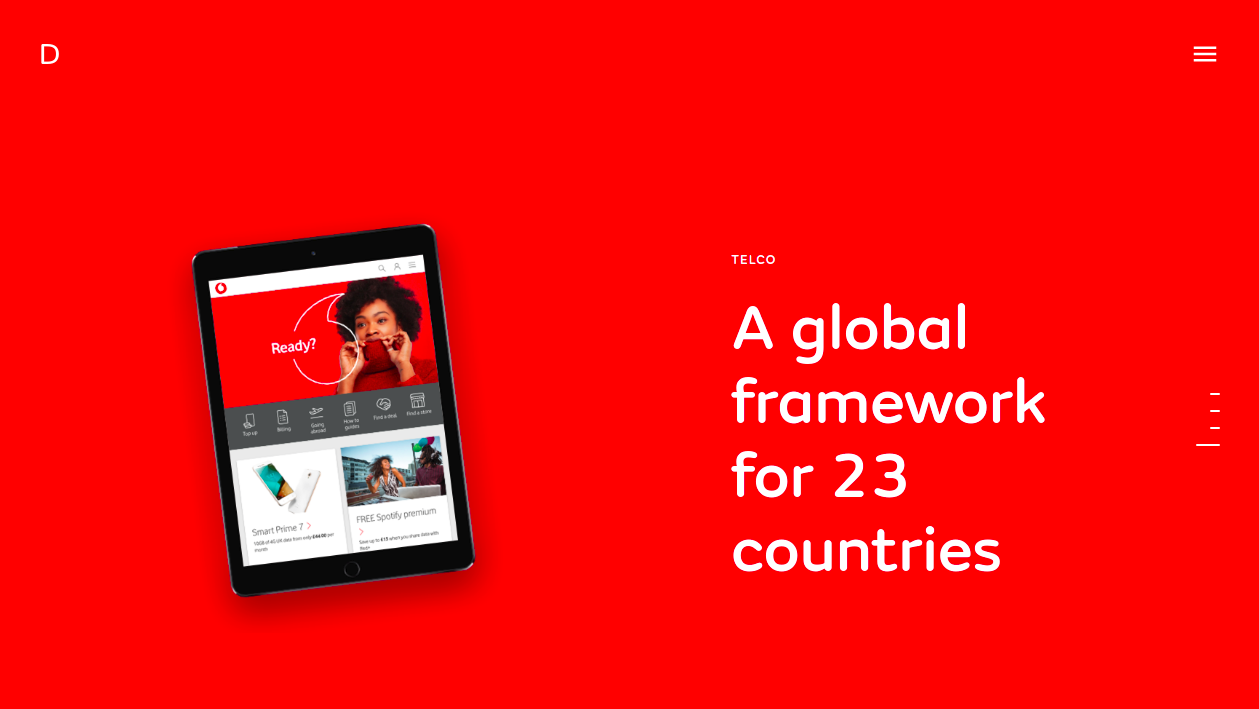 D
TELCO
A global
framework
for 23
countries
Ready?
Top up
Billing
Going
abroad
How to
guides
Find a deal
Find a store
Smart Prime 7
FREE Spotify premium
month